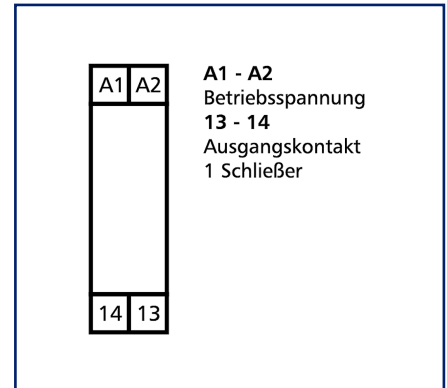 A1 A2
A1 - A2
Betriebsspannung
13 - 14
Ausgangskontakt
1 Schließer
14 13